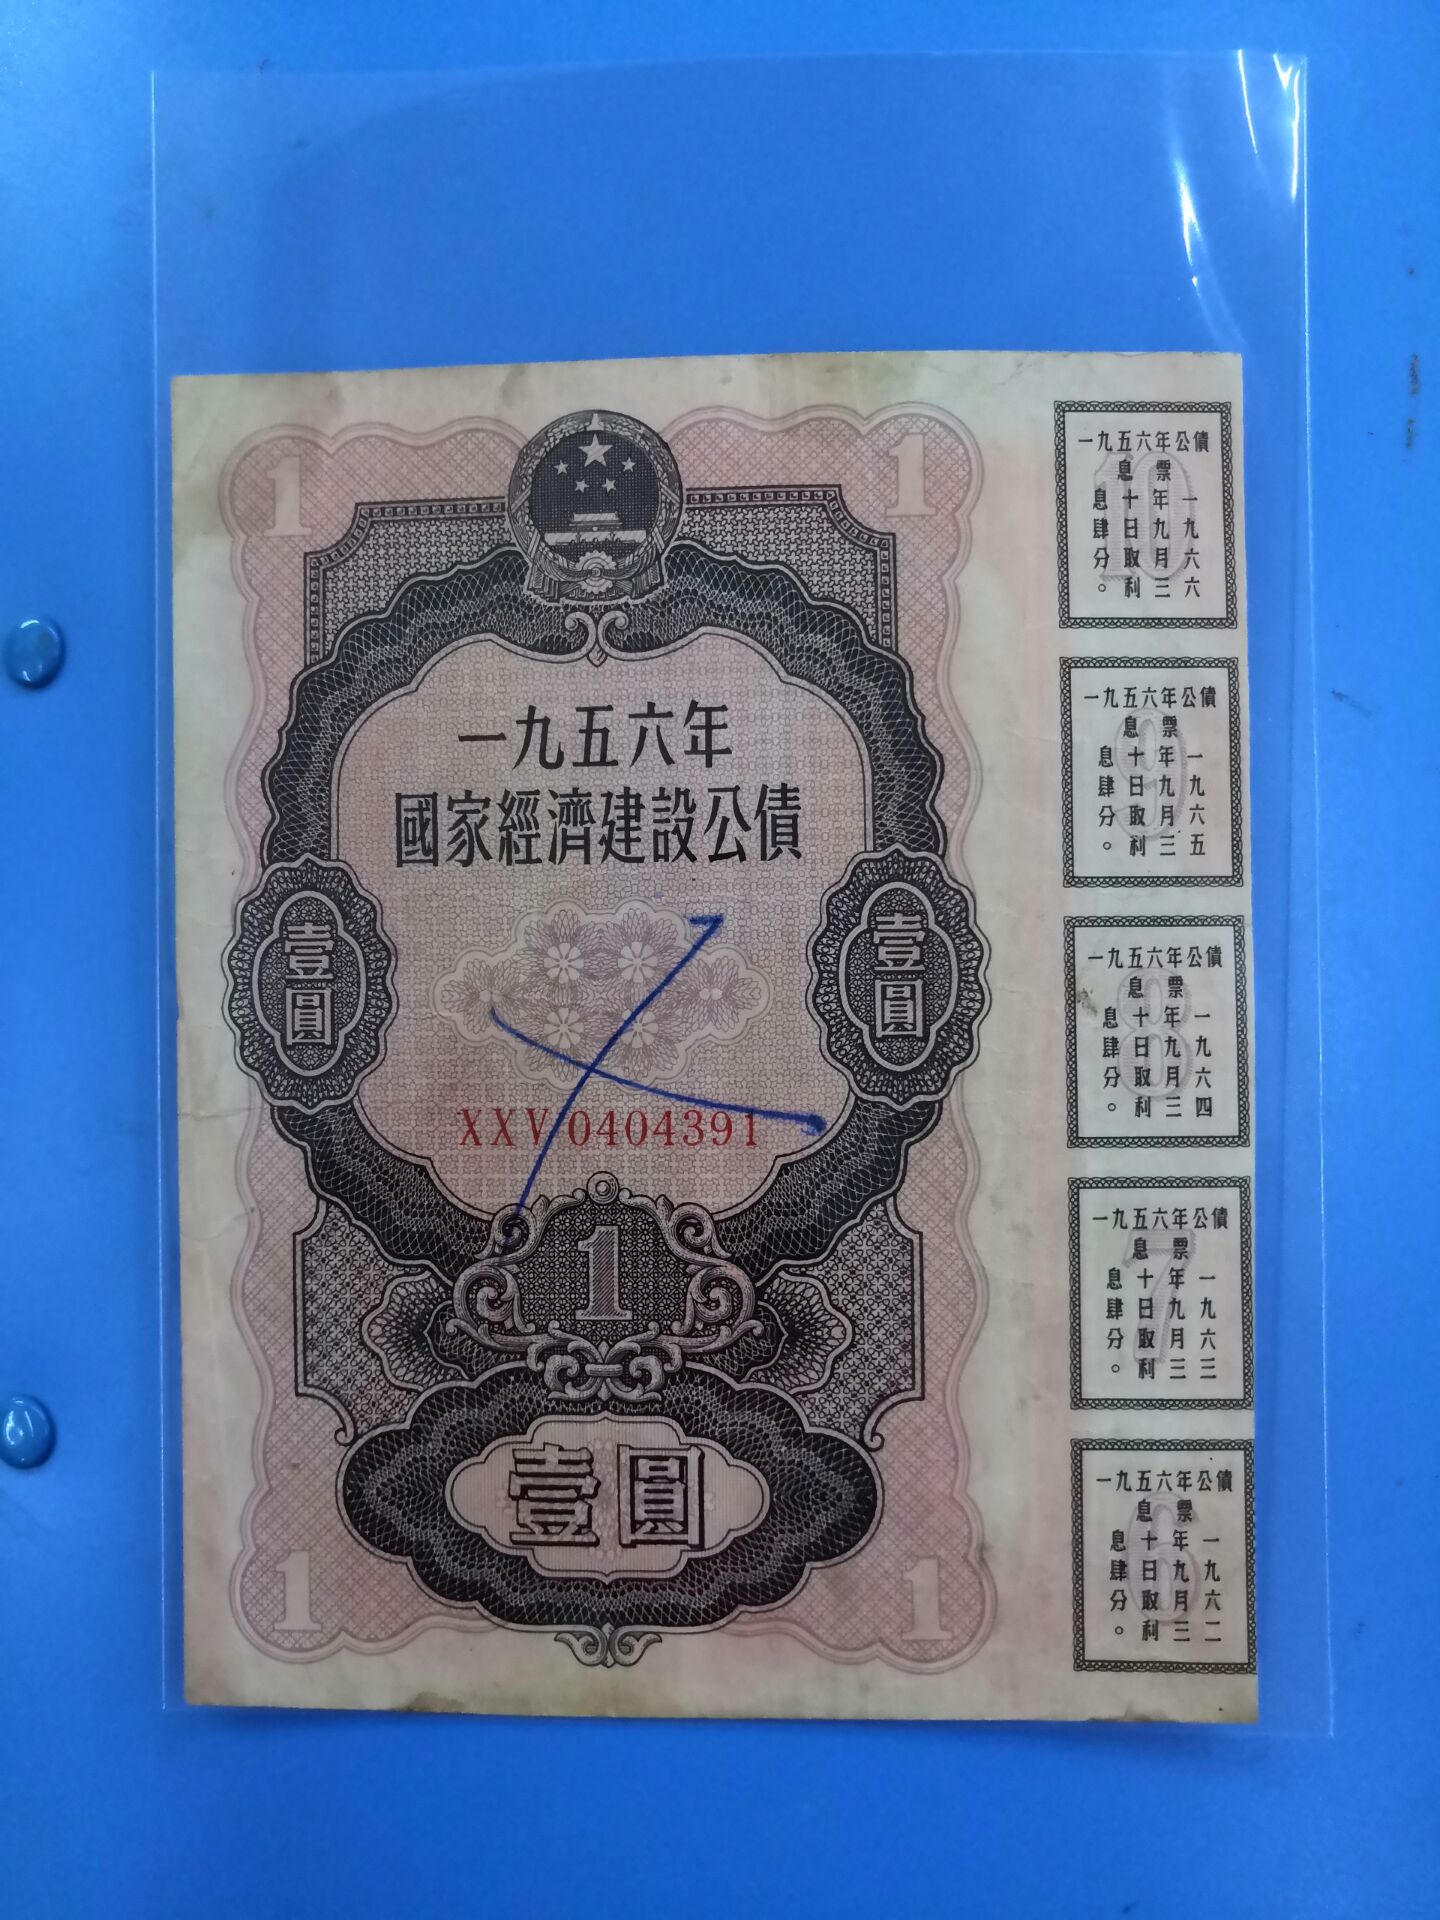 1
1
一九五六年
國家經濟建設公債
壹圓
壹圓
XXV 0404391
1
壹圓
1
1
一九五六年公債
息票
一九六六
年九月三
十日取利
息肆分。
10
一九五六年公債
息票
一九六五
年九月三
十日取利
息肆分。
9
一九五六年公債
息票
一九六四
年九月三
十日取利
息肆分。
8
一九五六年公債
息票
一九六三
年九月三
十日取利
息肆分。
7
一九五六年公債
息票
一九六二
年九月三
十日取利
息肆分。
6